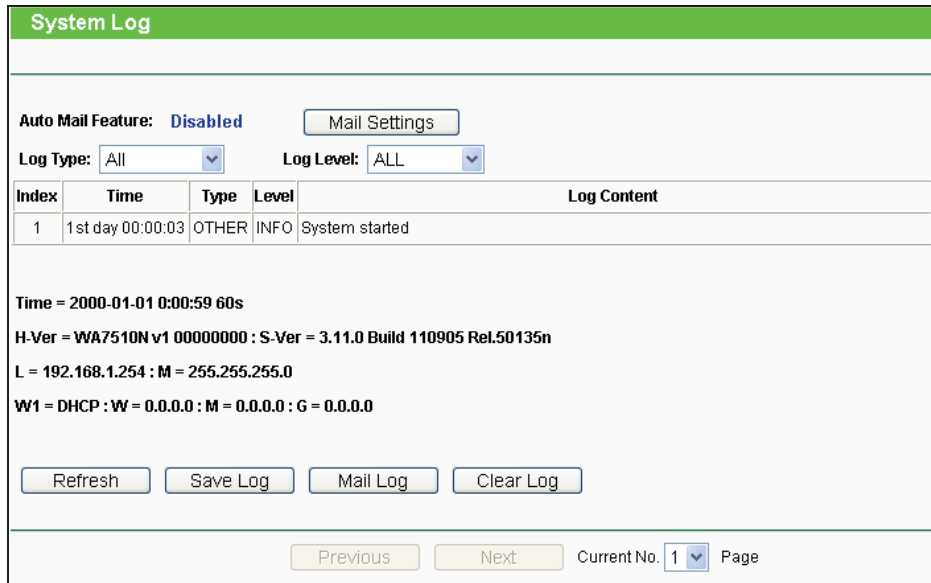 System Log
Auto Mail Feature: Disabled Mail Settings
Log Type: All Log Level: ALL
Index Time Type Level Log Content
1 1st day 00:00:03 OTHER INFO System started
Time = 2000-01-01 0:00:59 60s
H-Ver = WA7510N v1 00000000 : S-Ver = 3.11.0 Build 110905 Rel.50135n
L = 192.168.1.254 : M = 255.255.255.0
W1 = DHCP : W = 0.0.0.0 : M = 0.0.0.0 : G = 0.0.0.0
Refresh Save Log Mail Log Clear Log
Previous Next Current No. 1 Page